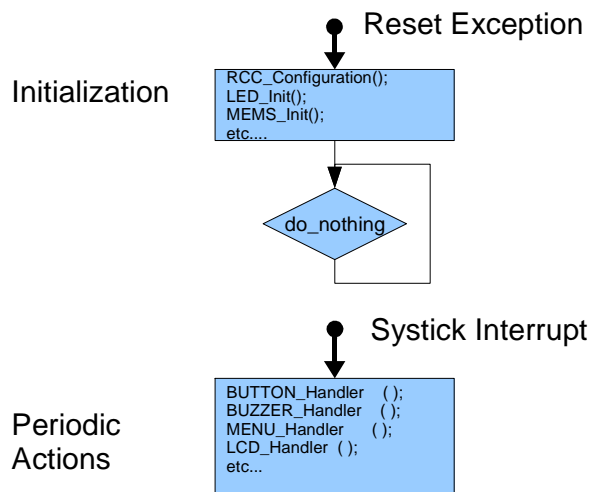 Reset Exception
Initialization
RCC_Configuration();
LED_Init();
MEMS_Init();
etc....
do_nothing
Systick Interrupt
Periodic
Actions
BUTTON_Handler ( );
BUZZER_Handler ( );
MENU_Handler ( );
LCD_Handler ( );
etc...